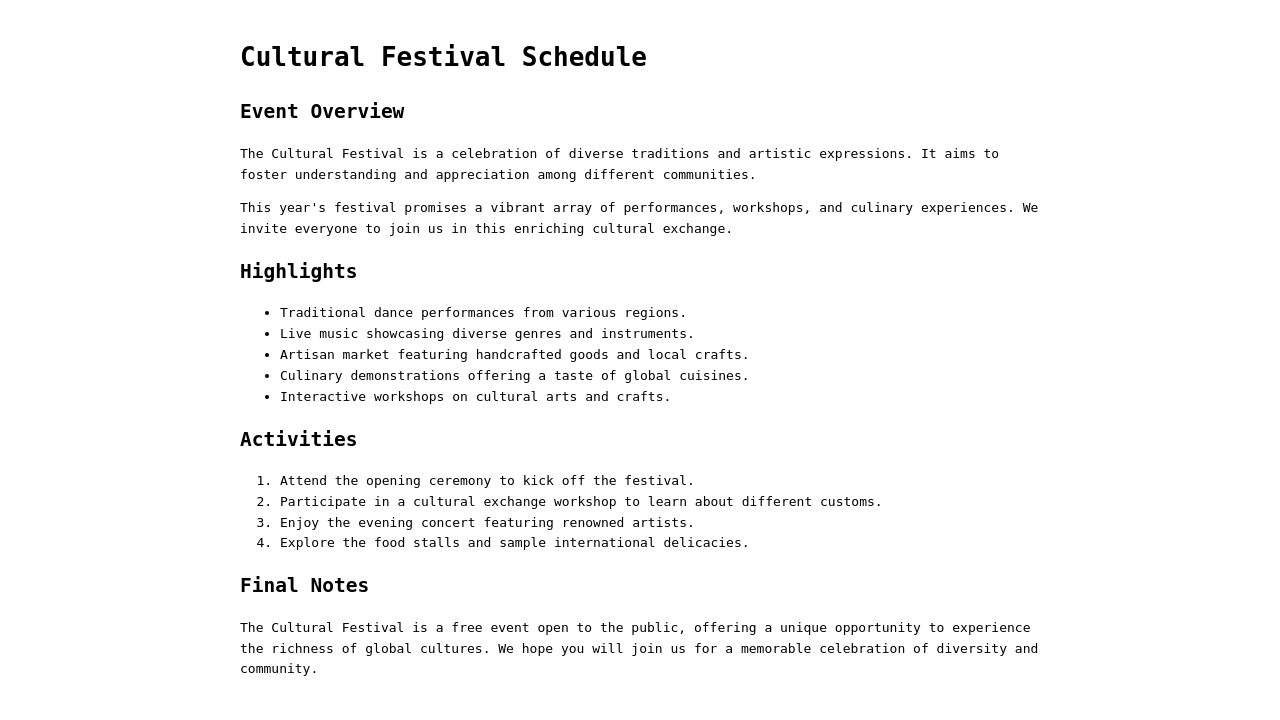 Cultural Festival Schedule
Event Overview
The Cultural Festival is a celebration of diverse traditions and artistic expressions. It aims to
foster understanding and appreciation among different communities.
This year's festival promises a vibrant array of performances, workshops, and culinary experiences. We
invite everyone to join us in this enriching cultural exchange.
Highlights
• Traditional dance performances from various regions.
• Live music showcasing diverse genres and instruments.
• Artisan market featuring handcrafted goods and local crafts.
• Culinary demonstrations offering a taste of global cuisines.
• Interactive workshops on cultural arts and crafts.
Activities
1. Attend the opening ceremony to kick off the festival.
2. Participate in a cultural exchange workshop to learn about different customs.
3. Enjoy the evening concert featuring renowned artists.
4. Explore the food stalls and sample international delicacies.
Final Notes
The Cultural Festival is a free event open to the public, offering a unique opportunity to experience
the richness of global cultures. We hope you will join us for a memorable celebration of diversity and
community.